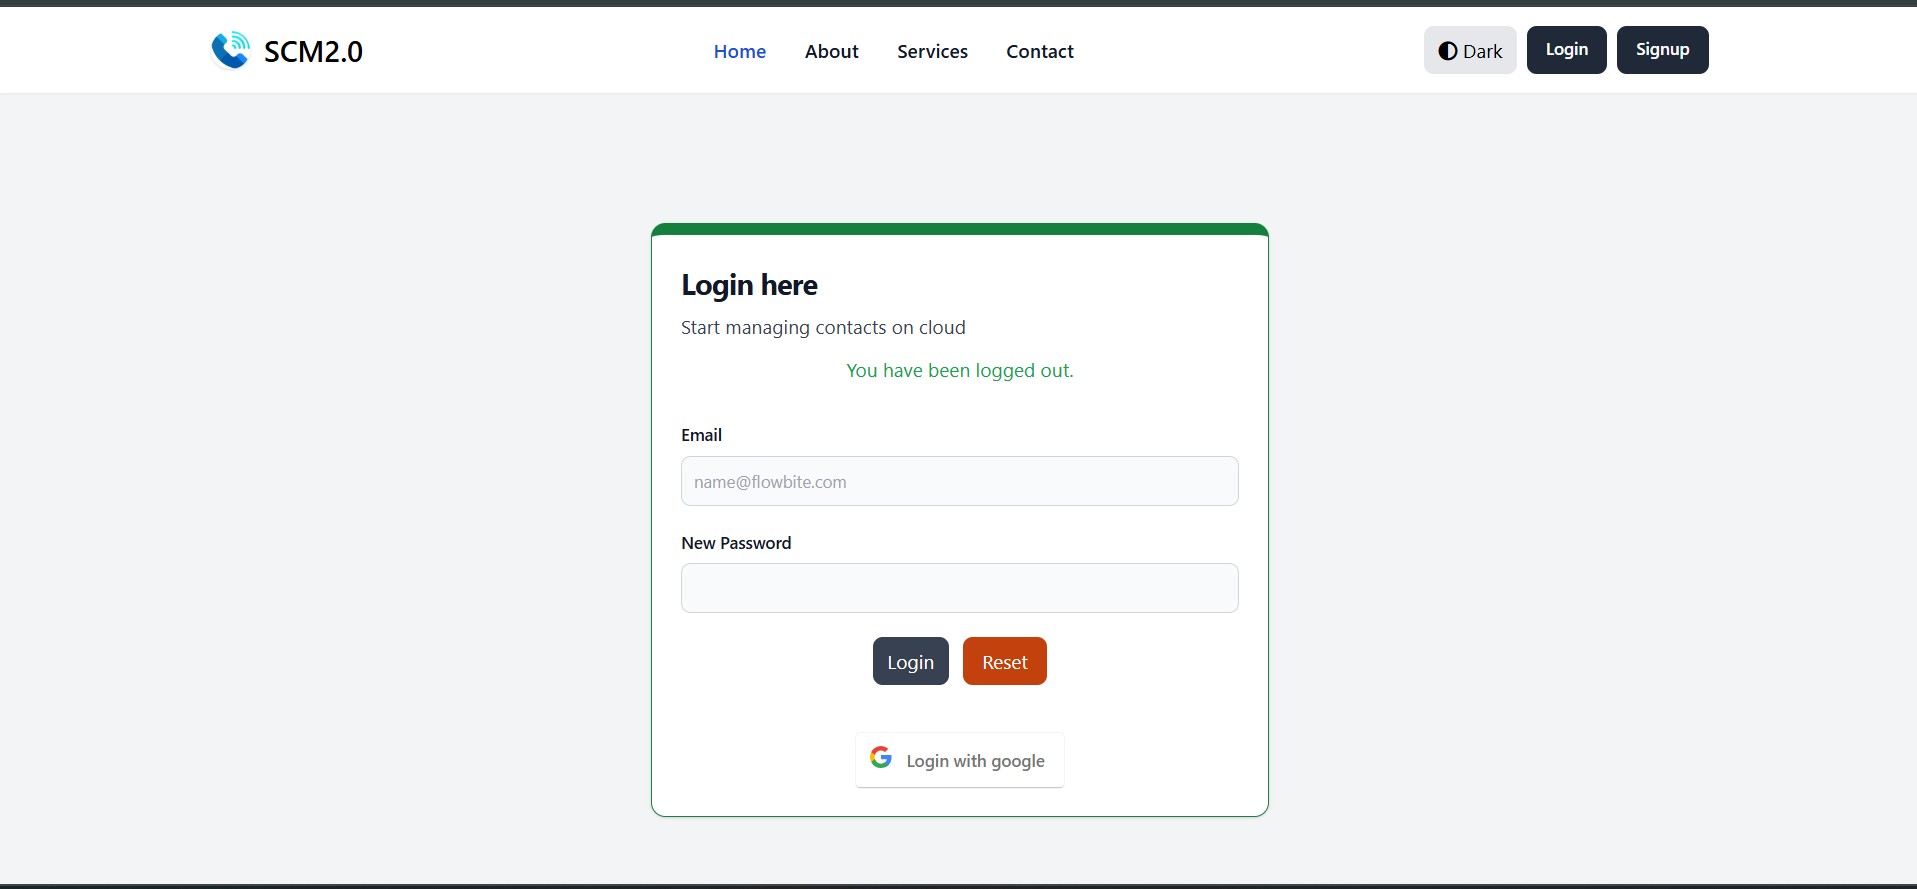 SCM2.0 Home About Services Contact Dark Login Signup
Login here
Start managing contacts on cloud
You have been logged out.
Email
name@flowbite.com
New Password
Login Reset
Login with google